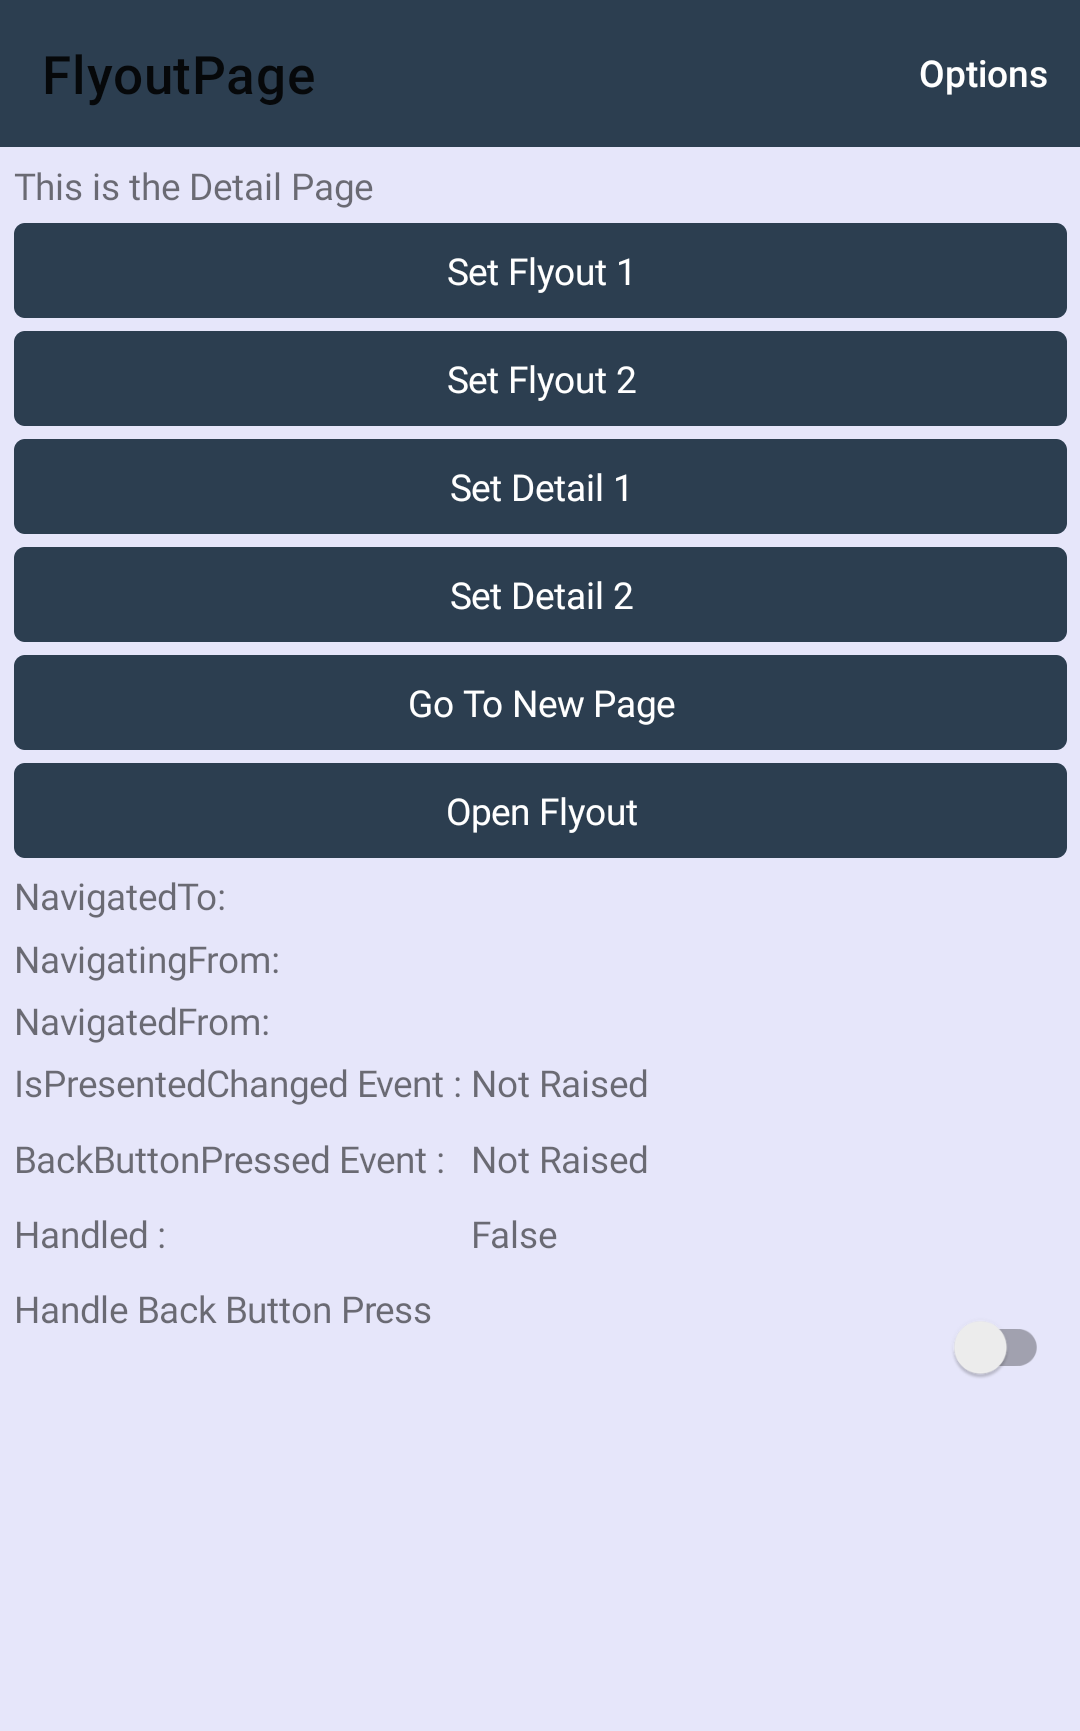 FlyoutPage
Options
This is the Detail Page
Set Flyout 1
Set Flyout 2
Set Detail 1
Set Detail 2
Go To New Page
Open Flyout
NavigatedTo:
NavigatingFrom:
NavigatedFrom:
IsPresentedChanged Event : Not Raised
BackButtonPressed Event : Not Raised
Handled : False
Handle Back Button Press